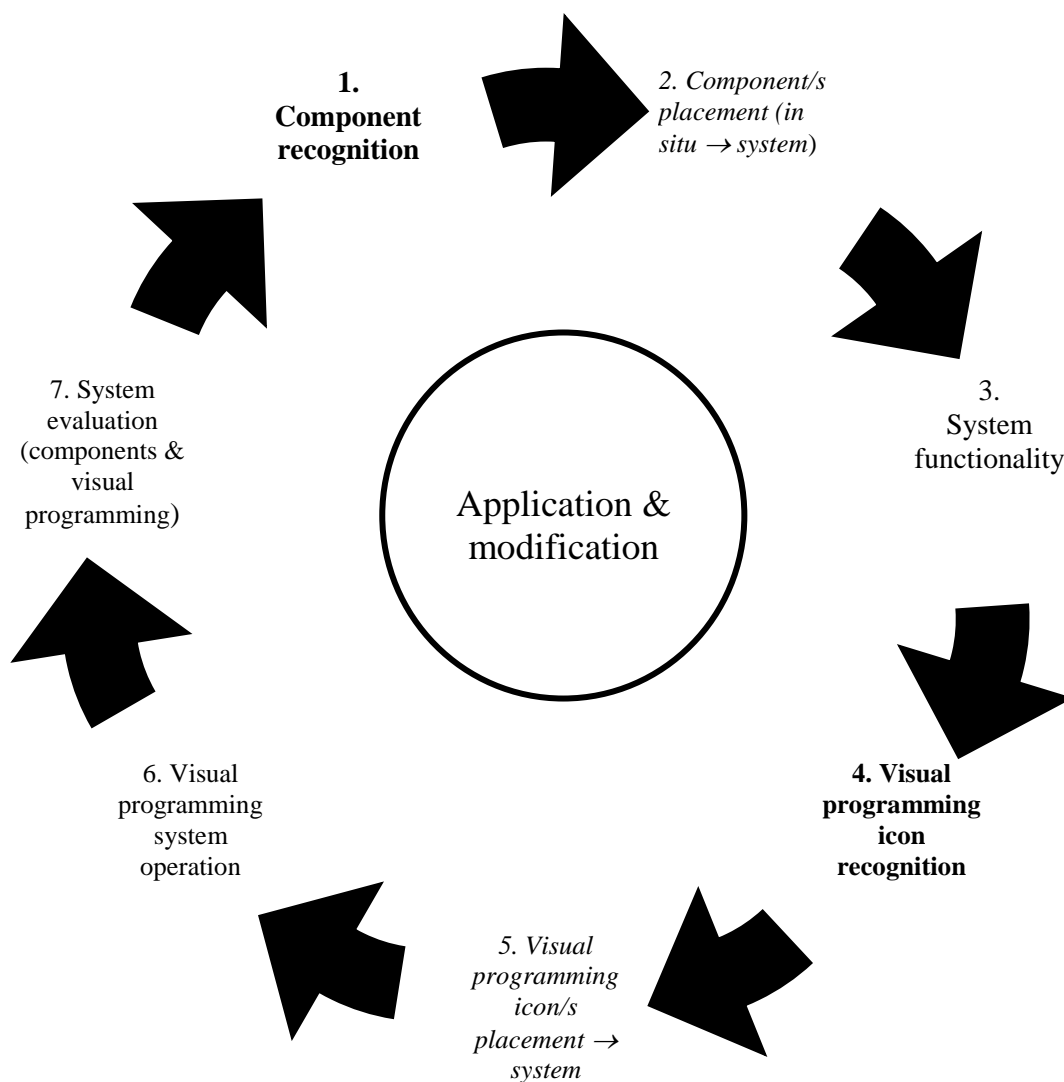 1.
Component
recognition
2. Component/s
placement (in
situ → system)
3.
System
functionality
4. Visual
programming
icon
recognition
5. Visual
programming
icon/s
placement →
system
6. Visual
programming
system
operation
7. System
evaluation
(components &
visual
programming)
Application &
modification